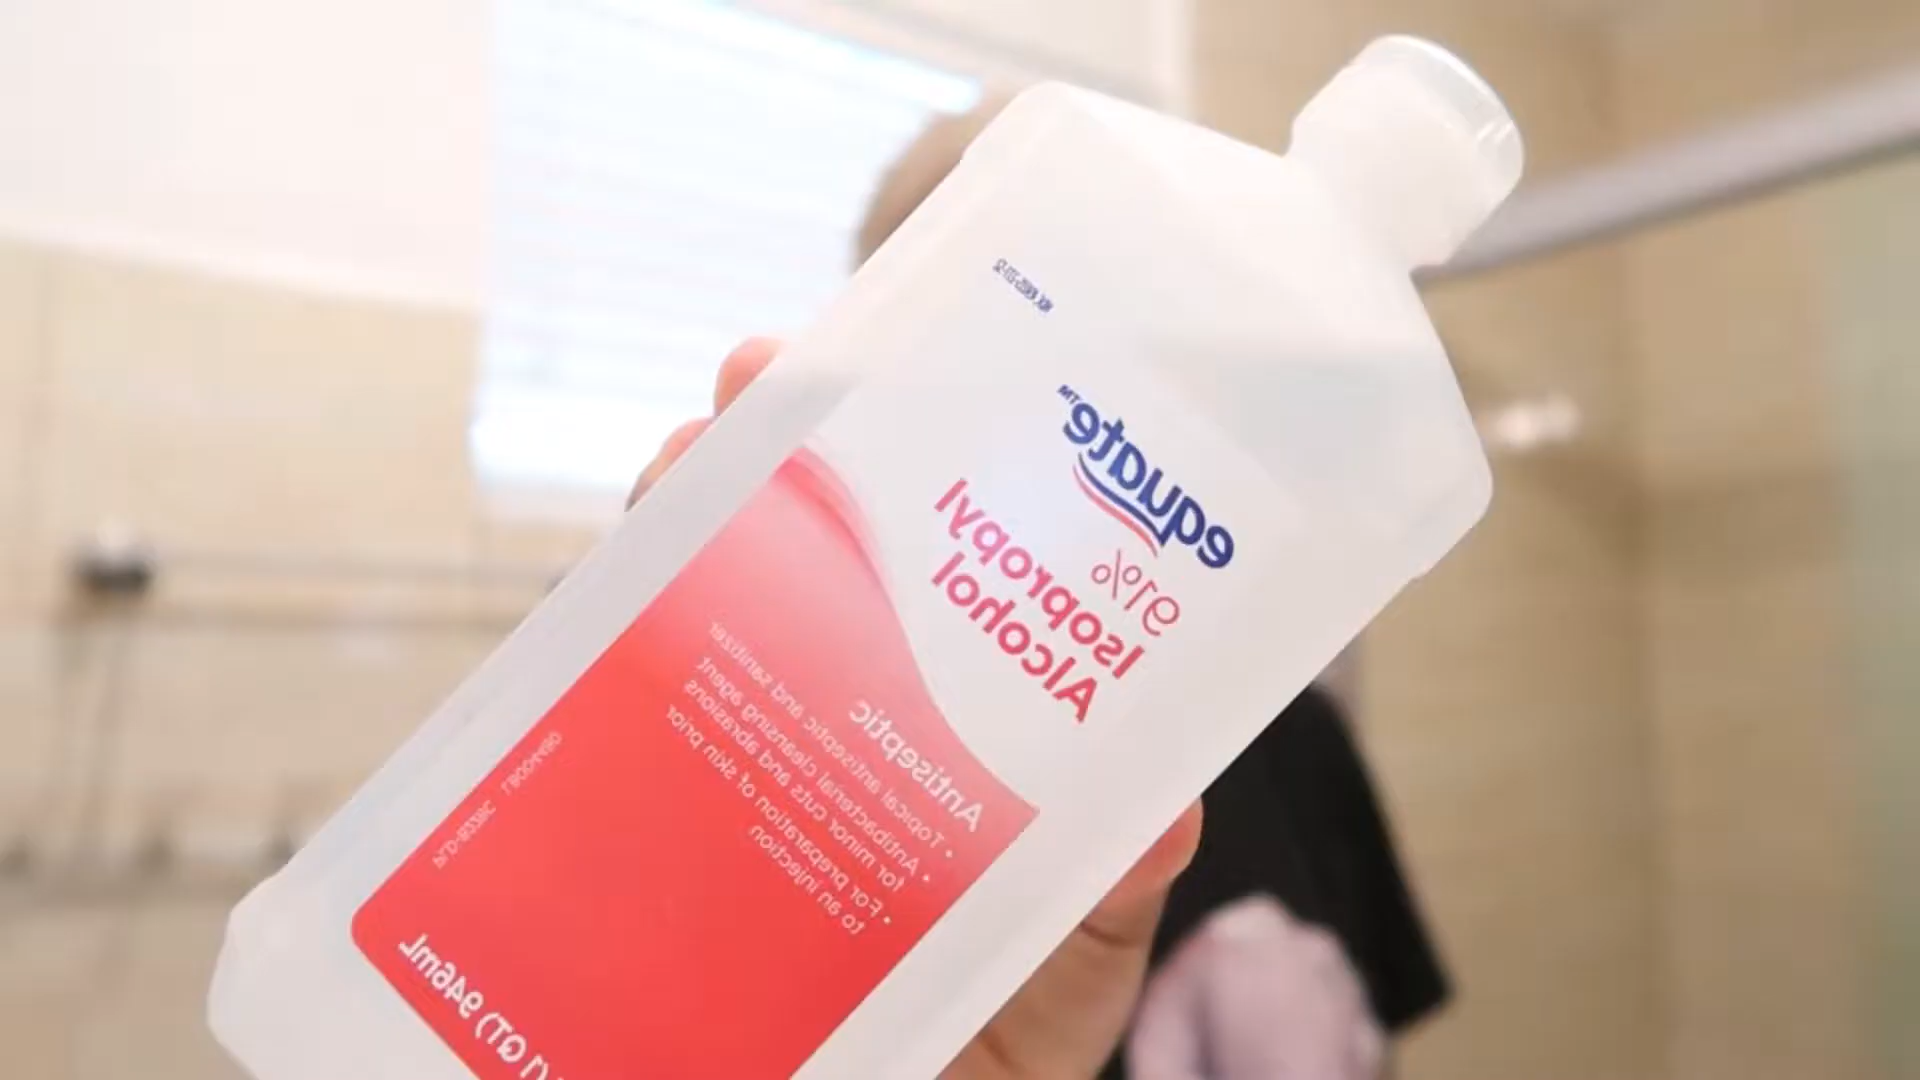 equate™
91%
Isopropyl
Alcohol
Antiseptic
• Topical antiseptic and sanitizer
• Antibacterial cleansing agent
for minor cuts and abrasions
• For preparation of skin prior
to an injection
(1 QT) 946mL